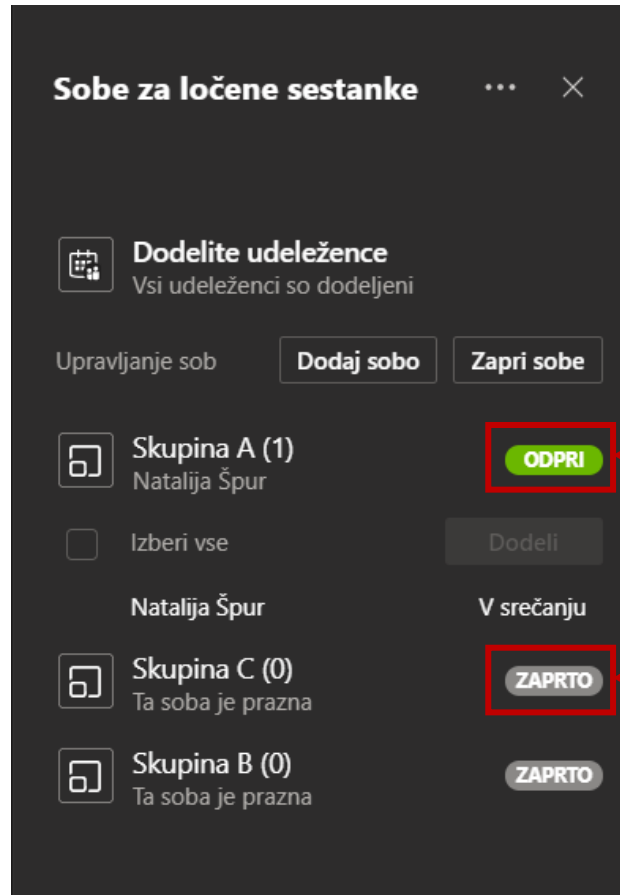 Sobe za ločene sestanke
Dodelite udeležence
Vsi udeleženci so dodeljeni
Upravljanje sob Dodaj sobo Zapri sobe
Skupina A (1) ODPRI
Natalija Špur
Izberi vse Dodeli
Natalija Špur V srečanju
Skupina C (0) ZAPRTO
Ta soba je prazna
Skupina B (0) ZAPRTO
Ta soba je prazna